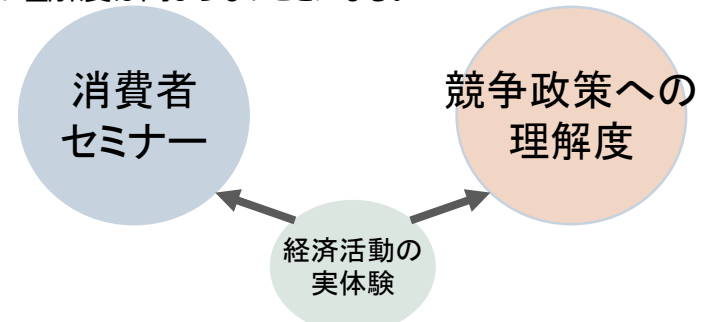 消費者
セミナー
競争政策への
理解度
経済活動の
実体験